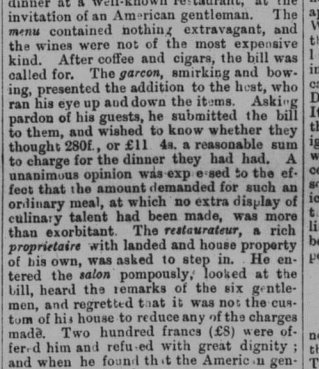 dinner at a well-known restaurant, at the
invitation of an American gentleman. The
menu contained nothing extravagant, and
the wines were not of the most expensive
kind. After coffee and cigars, the bill was
called for. The garcon, smirking and bow-
ing, presented the addition to the host, who
ran his eye up and down the items. Asking
pardon of his guests, he submitted the bill
to them, and wished to know whether they
thought 280f., or £11 4s. a reasonable sum
to charge for the dinner they had had. A
unanimous opinion was expressed to the ef-
fect that the amount demanded for such an
ordinary meal, at which no extra display of
culinary talent had been made, was more
than exorbitant. The restaurateur, a rich
proprietaire with landed and house property
of his own, was asked to step in. He en-
tered the salon pompously, looked at the
bill, heard the remarks of the six gentle-
men, and regretted that it was not the cus-
tom of his house to reduce any of the charges
made. Two hundred francs (£8) were of-
fered him and refused with great dignity ;
and when he found that the American gen-